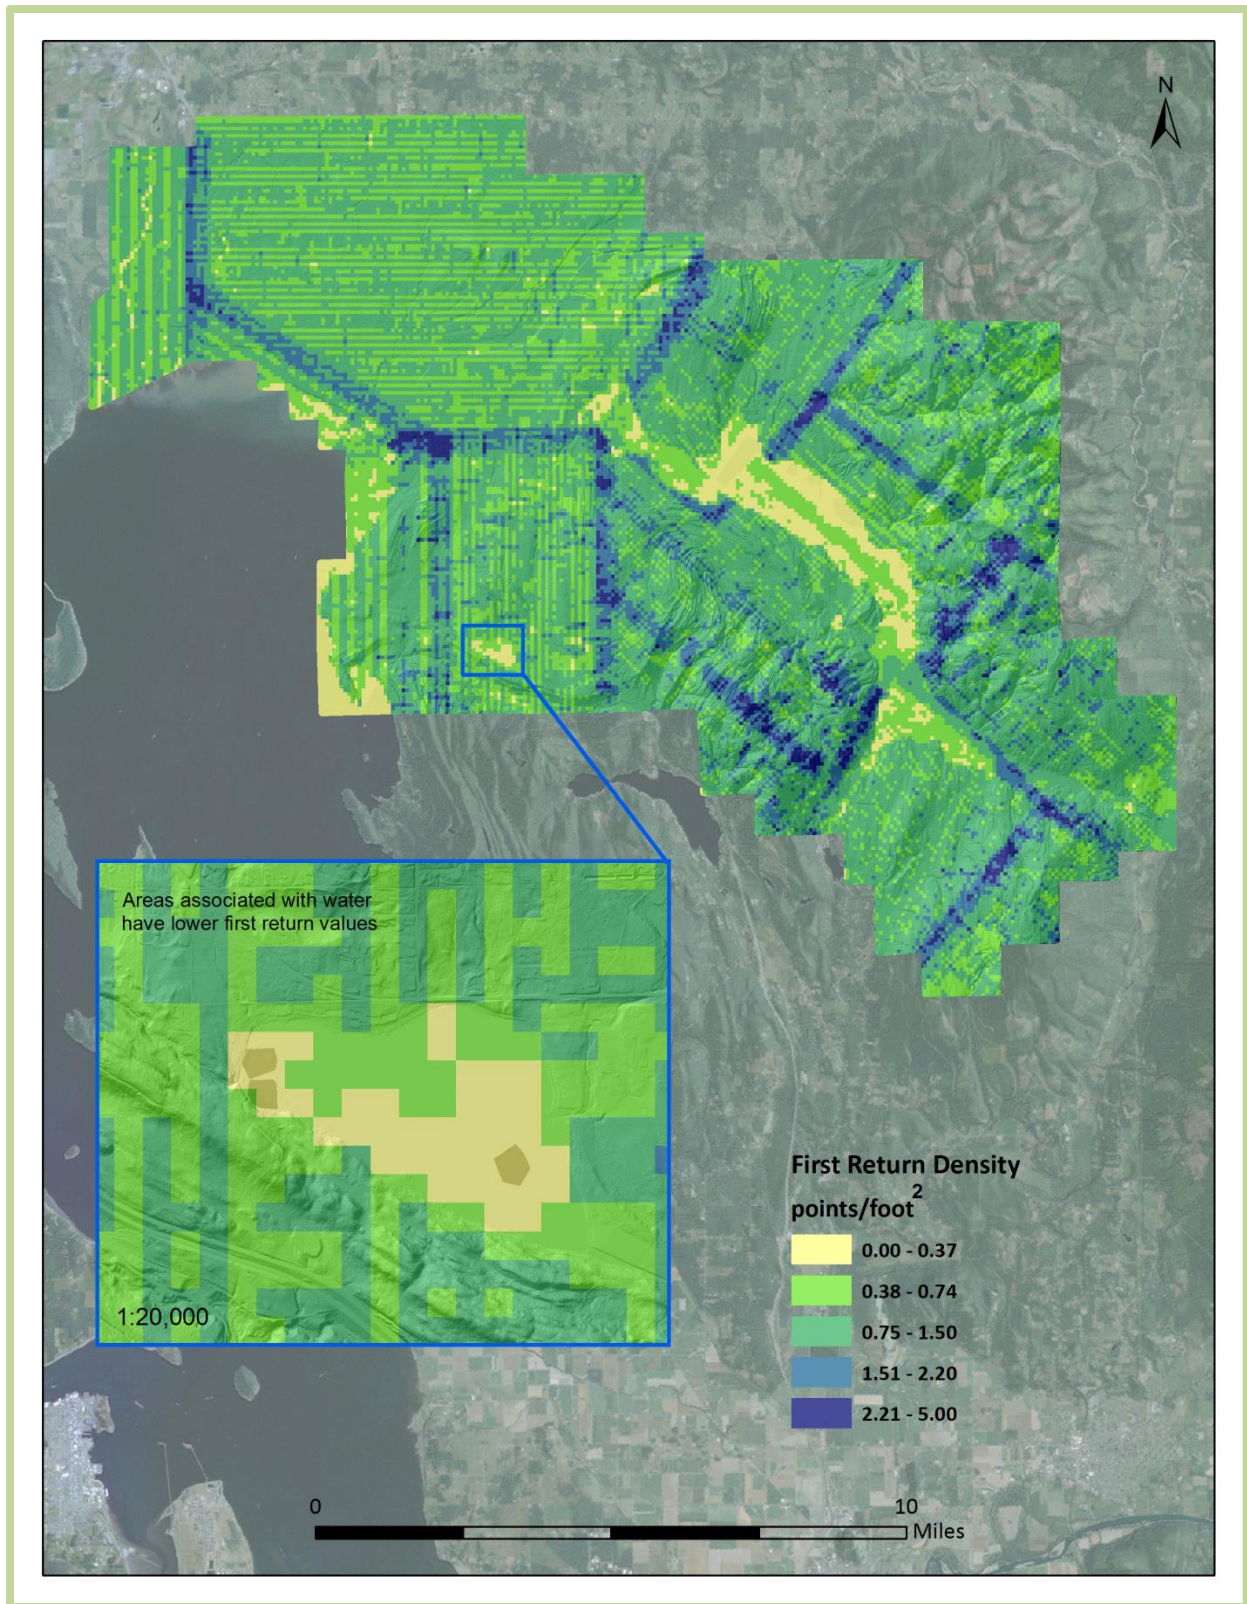 N
Areas associated with water
have lower first return values
1:20,000
First Return Density
points/foot²
0.00 - 0.37
0.38 - 0.74
0.75 - 1.50
1.51 - 2.20
2.21 - 5.00
0 10
Miles